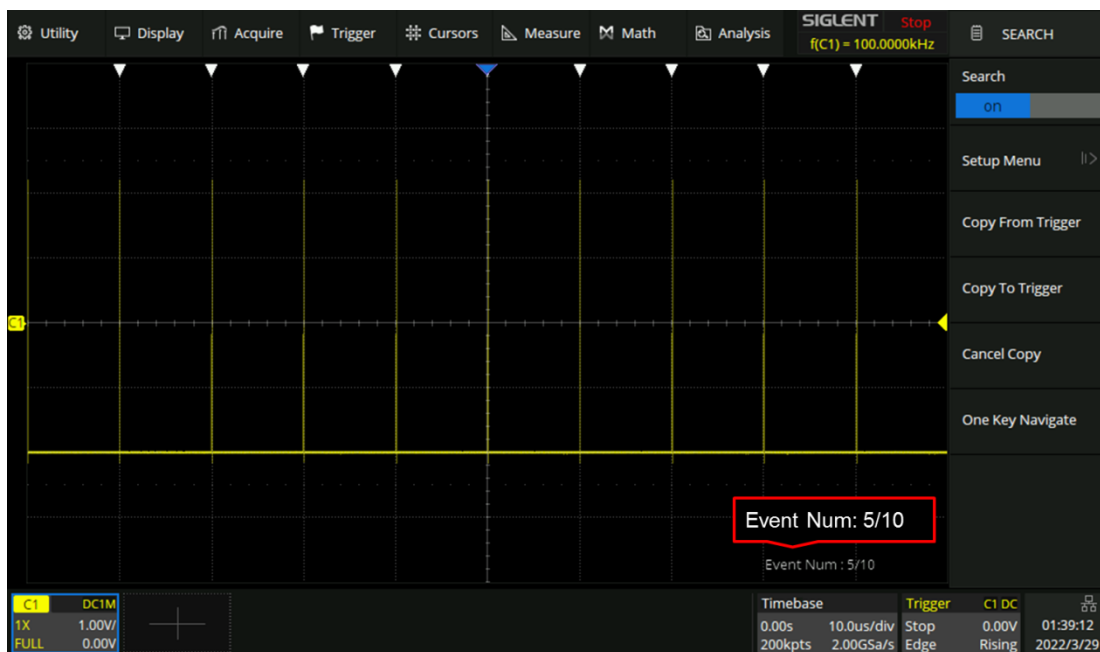 Utility Display Acquire Trigger Cursors Measure Math Analysis SIGLENT Stop SEARCH
f(C1) = 100.0000kHz
Search
on
Setup Menu
Copy From Trigger
Copy To Trigger
Cancel Copy
One Key Navigate
C1
Event Num: 5/10
Event Num : 5/10
C1 DC1M
1X 1.00V/
FULL 0.00V
Timebase
0.00s 10.0us/div
200kpts 2.00GSa/s
Trigger C1 DC
Stop 0.00V
Edge Rising
01:39:12
2022/3/29